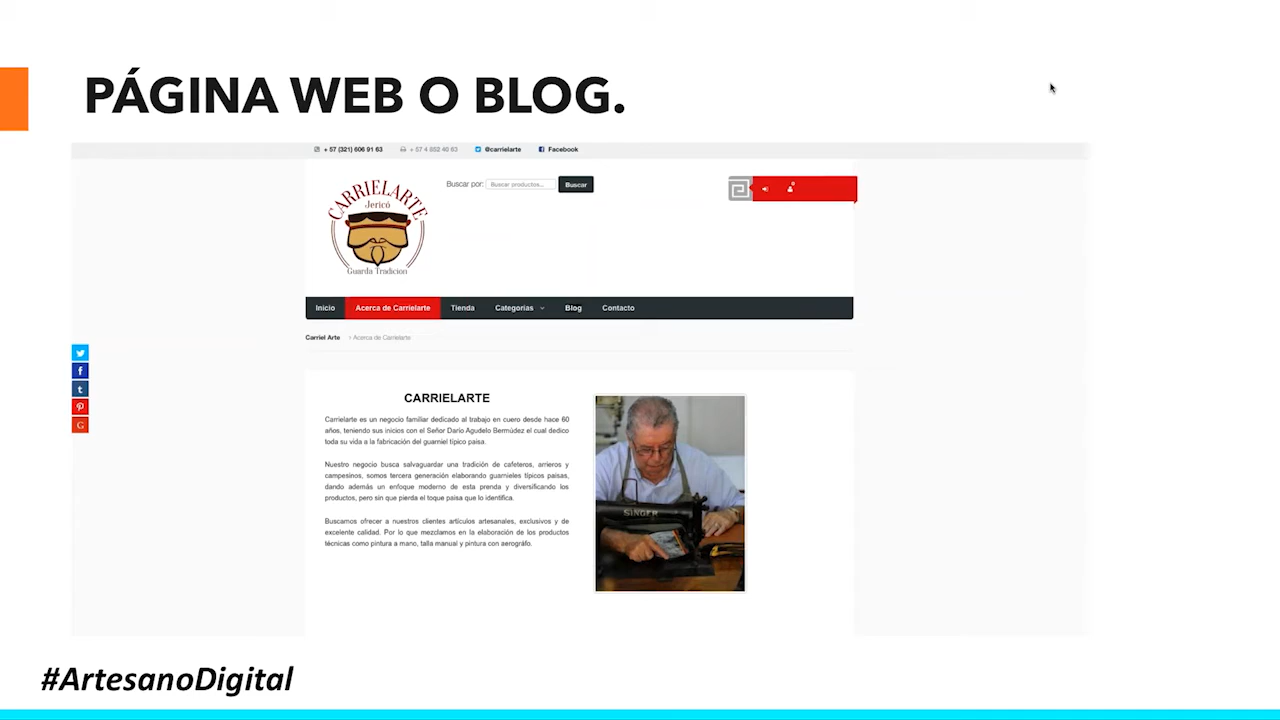 PÁGINA WEB O BLOG.
+ 57 (321) 606 91 63 + 57 4 852 40 63 @carrielarte Facebook
CARRIELARTE
Jericó
Guarda Tradicion
Buscar por: Buscar productos... Buscar
Inicio Acerca de Carrielarte Tienda Categorías Blog Contacto
Carriel Arte › Acerca de Carrielarte
CARRIELARTE
Carrielarte es un negocio familiar dedicado al trabajo en cuero desde hace 60
años, teniendo sus inicios con el Señor Darío Agudelo Bermúdez el cual dedico
toda su vida a la fabricación del guarniel típico paisa.
Nuestro negocio busca salvaguardar una tradición de cafeteros, arrieros y
campesinos, somos tercera generación elaborando guarnieles típicos paisas,
dando además un enfoque moderno de esta prenda y diversificando los
productos, pero sin que pierda el toque paisa que lo identifica.
Buscamos ofrecer a nuestros clientes artículos artesanales, exclusivos y de
excelente calidad. Por lo que mezclamos en la elaboración de los productos
técnicas como pintura a mano, talla manual y pintura con aerógrafo.
SINGER
#ArtesanoDigital